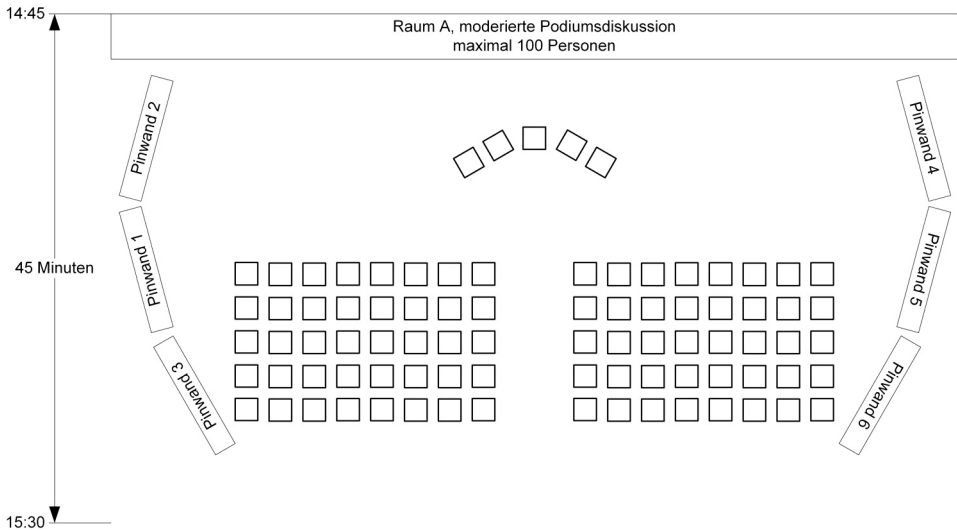 14:45
Raum A, moderierte Podiumsdiskussion
maximal 100 Personen
Pinwand 2
Pinwand 4
Pinwand 1
45 Minuten
Pinwand 5
Pinwand 3
Pinwand 6
15:30